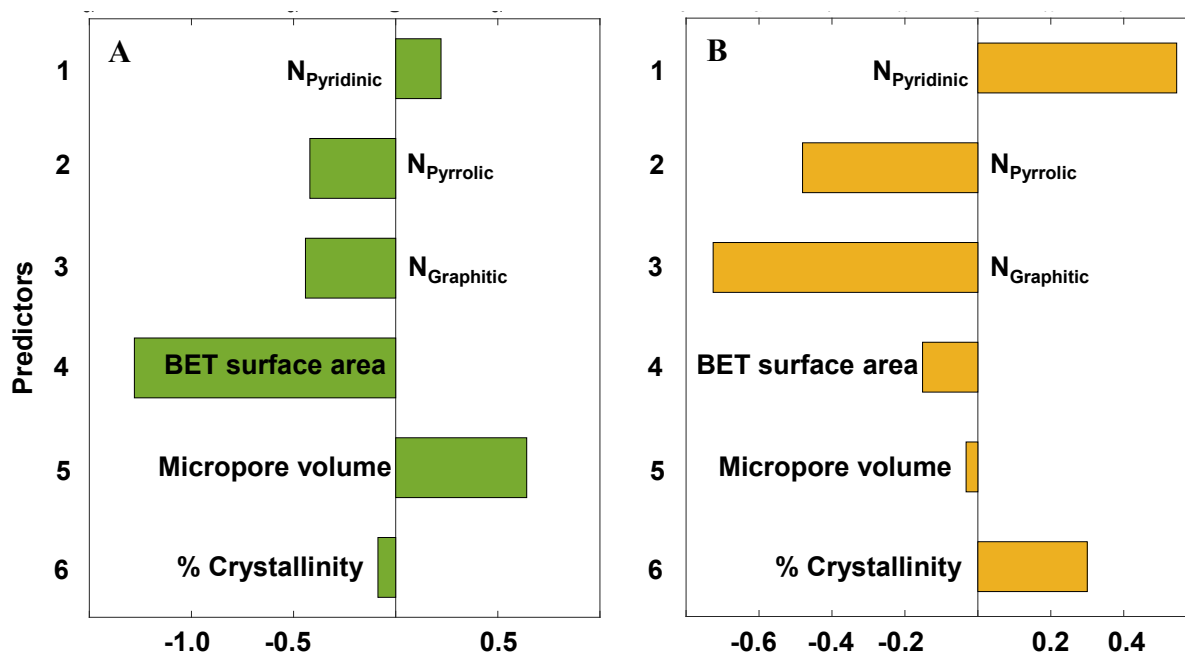 A
1
N_Pyridinic
2
N_Pyrrolic
3
N_Graphitic
Predictors
4
BET surface area
5
Micropore volume
6
% Crystallinity
-1.0 -0.5 0.5
B
1
N_Pyridinic
2
N_Pyrrolic
3
N_Graphitic
4
BET surface area
5
Micropore volume
6
% Crystallinity
-0.6 -0.4 -0.2 0.2 0.4